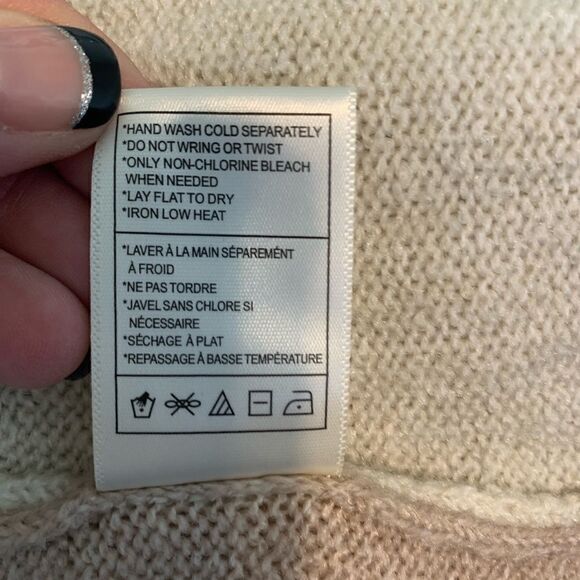 *HAND WASH COLD SEPARATELY
*DO NOT WRING OR TWIST
*ONLY NON-CHLORINE BLEACH
WHEN NEEDED
*LAY FLAT TO DRY
*IRON LOW HEAT
*LAVER À LA MAIN SÉPARÉMENT
À FROID
*NE PAS TORDRE
*JAVEL SANS CHLORE SI
NÉCESSAIRE
*SÉCHAGE À PLAT
*REPASSAGE À BASSE TEMPÉRATURE